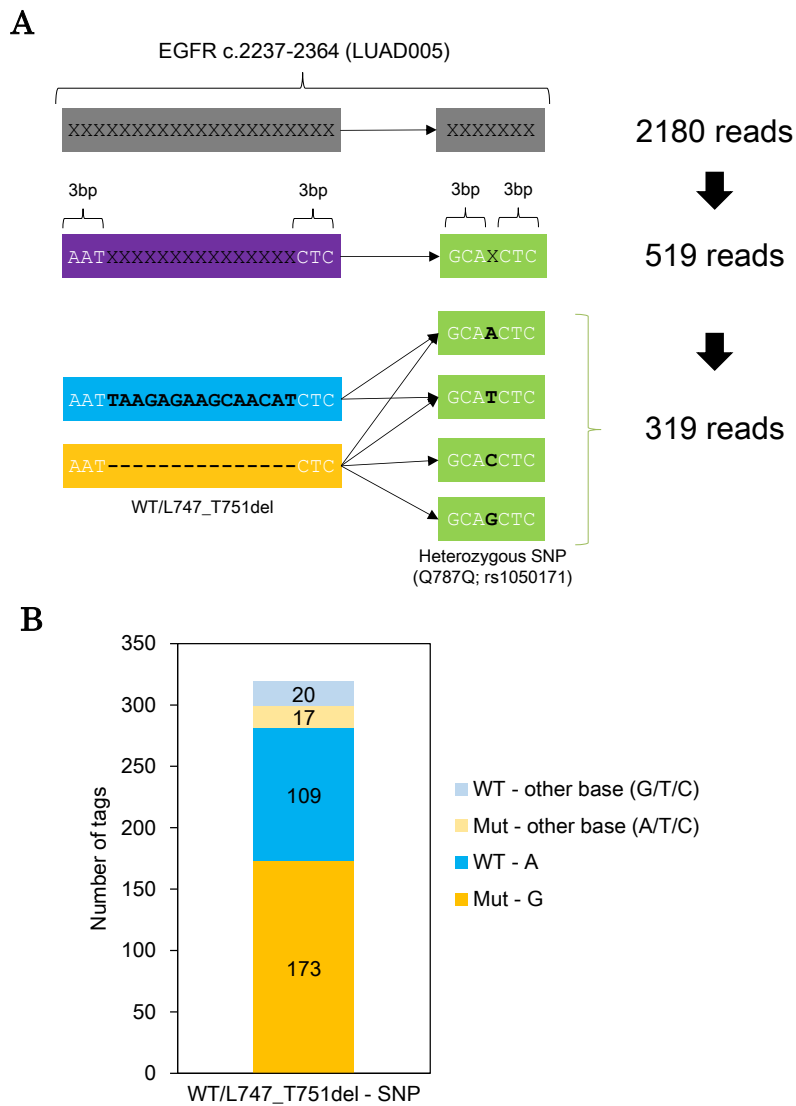 A
EGFR c.2237-2364 (LUAD005)
XXXXXXXXXXXXXXXXXXXXX
XXXXXXX
2180 reads
3bp
3bp
3bp
3bp
AATXXXXXXXXXXXXXXXCTC
GCAXCTC
519 reads
GCAACTC
AATTAAGAGAAGCAACATCTC
GCATCTC
319 reads
AAT---------------CTC
GCACCTC
WT/L747_T751del
GCAGCTC
Heterozygous SNP
(Q787Q; rs1050171)
B
350
300
250
200
150
100
50
0
Number of tags
20
17
109
173
WT/L747_T751del - SNP
WT - other base (G/T/C)
Mut - other base (A/T/C)
WT - A
Mut - G